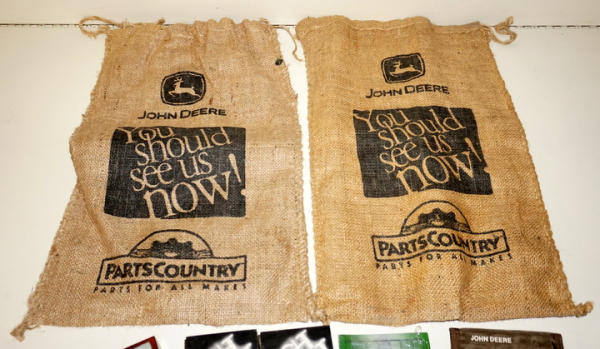 JOHN DEERE
You
should
see us
now!
PARTSCOUNTRY
PARTS FOR ALL MAKES
JOHN DEERE
You
should
see us
now!
PARTSCOUNTRY
PARTS FOR ALL MAKES
JOHN DEERE